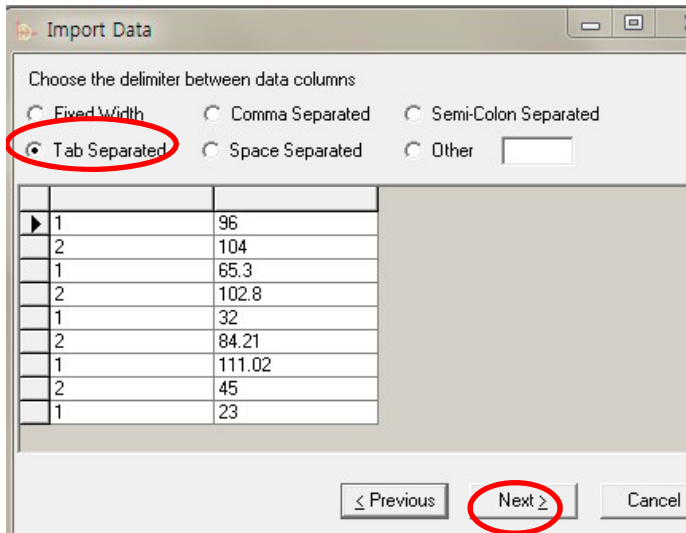 Import Data
Choose the delimiter between data columns
Fixed Width Comma Separated Semi-Colon Separated
Tab Separated Space Separated Other
1 96
2 104
1 65.3
2 102.8
1 32
2 84.21
1 111.02
2 45
1 23
< Previous Next > Cancel